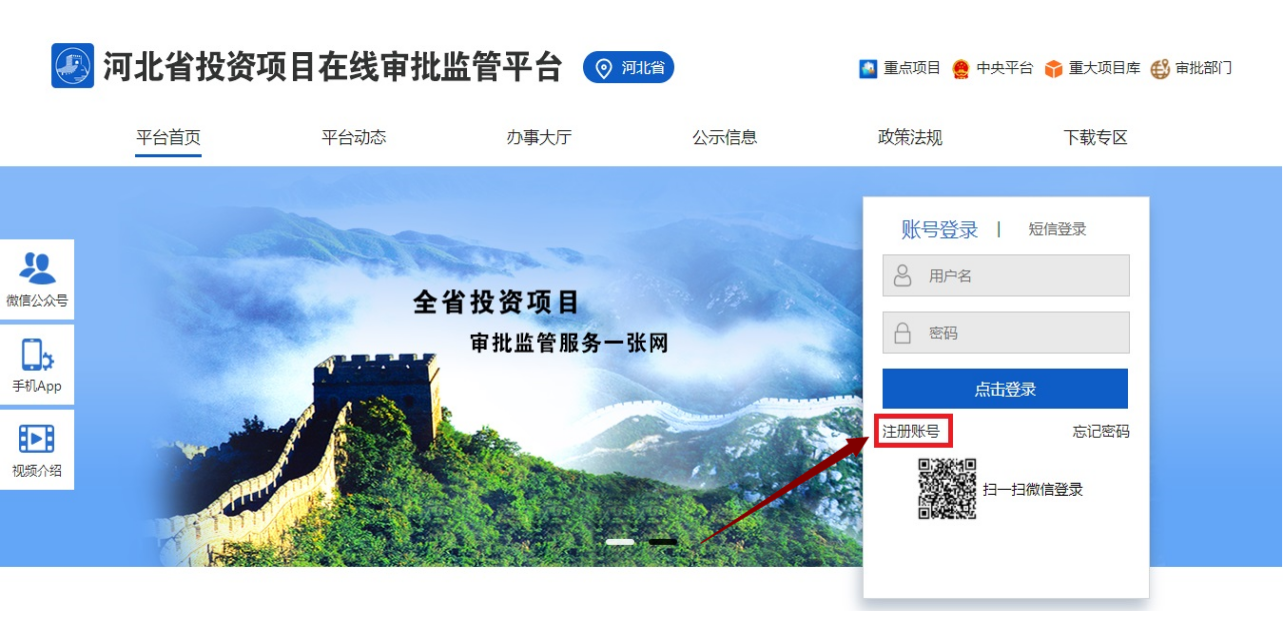 河北省投资项目在线审批监管平台 河北省 重点项目 中央平台 重大项目库 审批部门
平台首页 平台动态 办事大厅 公示信息 政策法规 下载专区
微信公众号
手机App
视频介绍
全省投资项目
审批监管服务一张网
账号登录 | 短信登录
用户名
密码
点击登录
注册账号 忘记密码
扫一扫微信登录